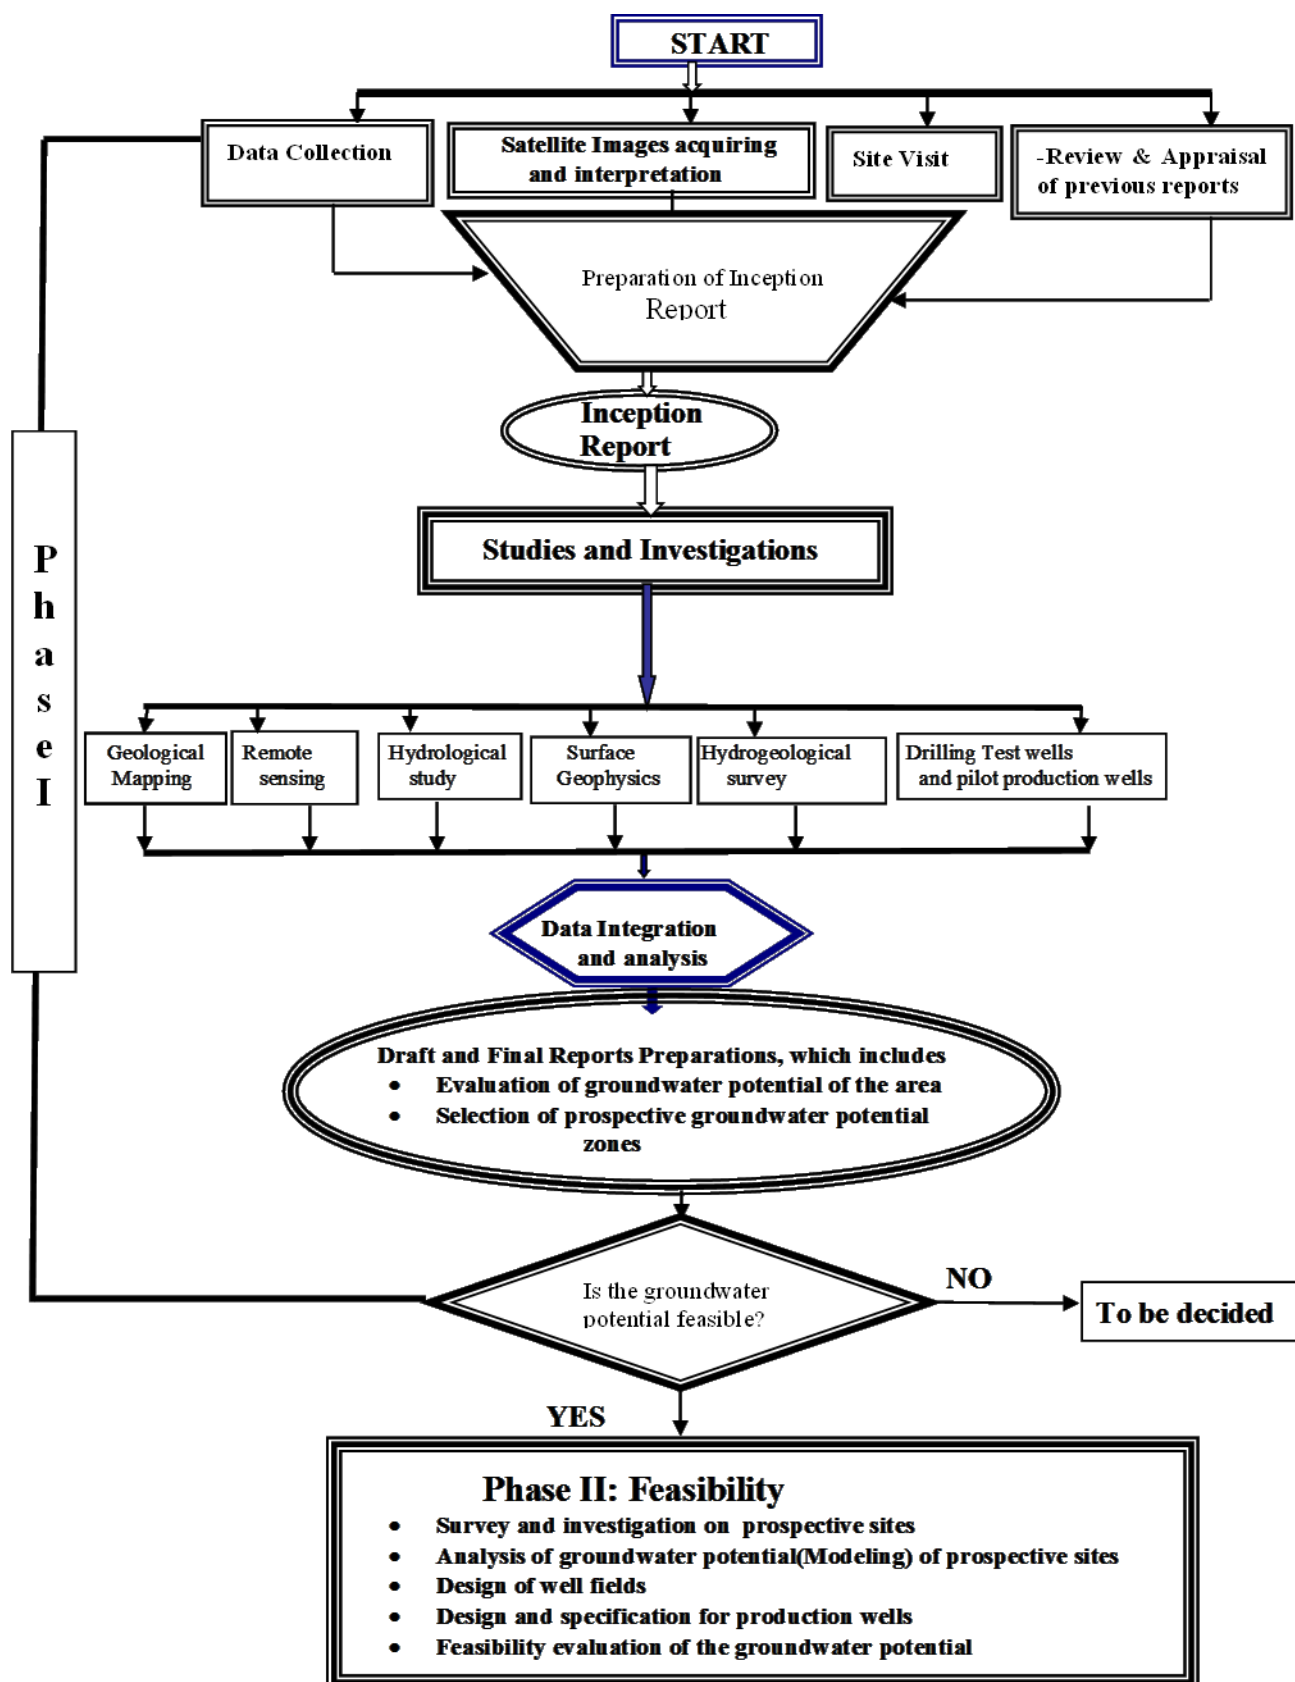 START
Data Collection
Satellite Images acquiring
and interpretation
Site Visit
-Review & Appraisal
of previous reports
Preparation of Inception
Report
Inception
Report
Studies and Investigations
Phase I
Geological
Mapping
Remote
sensing
Hydrological
study
Surface
Geophysics
Hydrogeological
survey
Drilling Test wells
and pilot production wells
Data Integration
and analysis
Draft and Final Reports Preparations, which includes
• Evaluation of groundwater potential of the area
• Selection of prospective groundwater potential
zones
Is the groundwater
potential feasible?
NO
To be decided
YES
Phase II: Feasibility
• Survey and investigation on prospective sites
• Analysis of groundwater potential(Modeling) of prospective sites
• Design of well fields
• Design and specification for production wells
• Feasibility evaluation of the groundwater potential